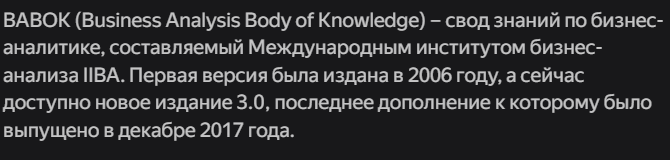 BABOK (Business Analysis Body of Knowledge) – свод знаний по бизнес-
аналитике, составляемый Международным институтом бизнес-
анализа IIBA. Первая версия была издана в 2006 году, а сейчас
доступно новое издание 3.0, последнее дополнение к которому было
выпущено в декабре 2017 года.